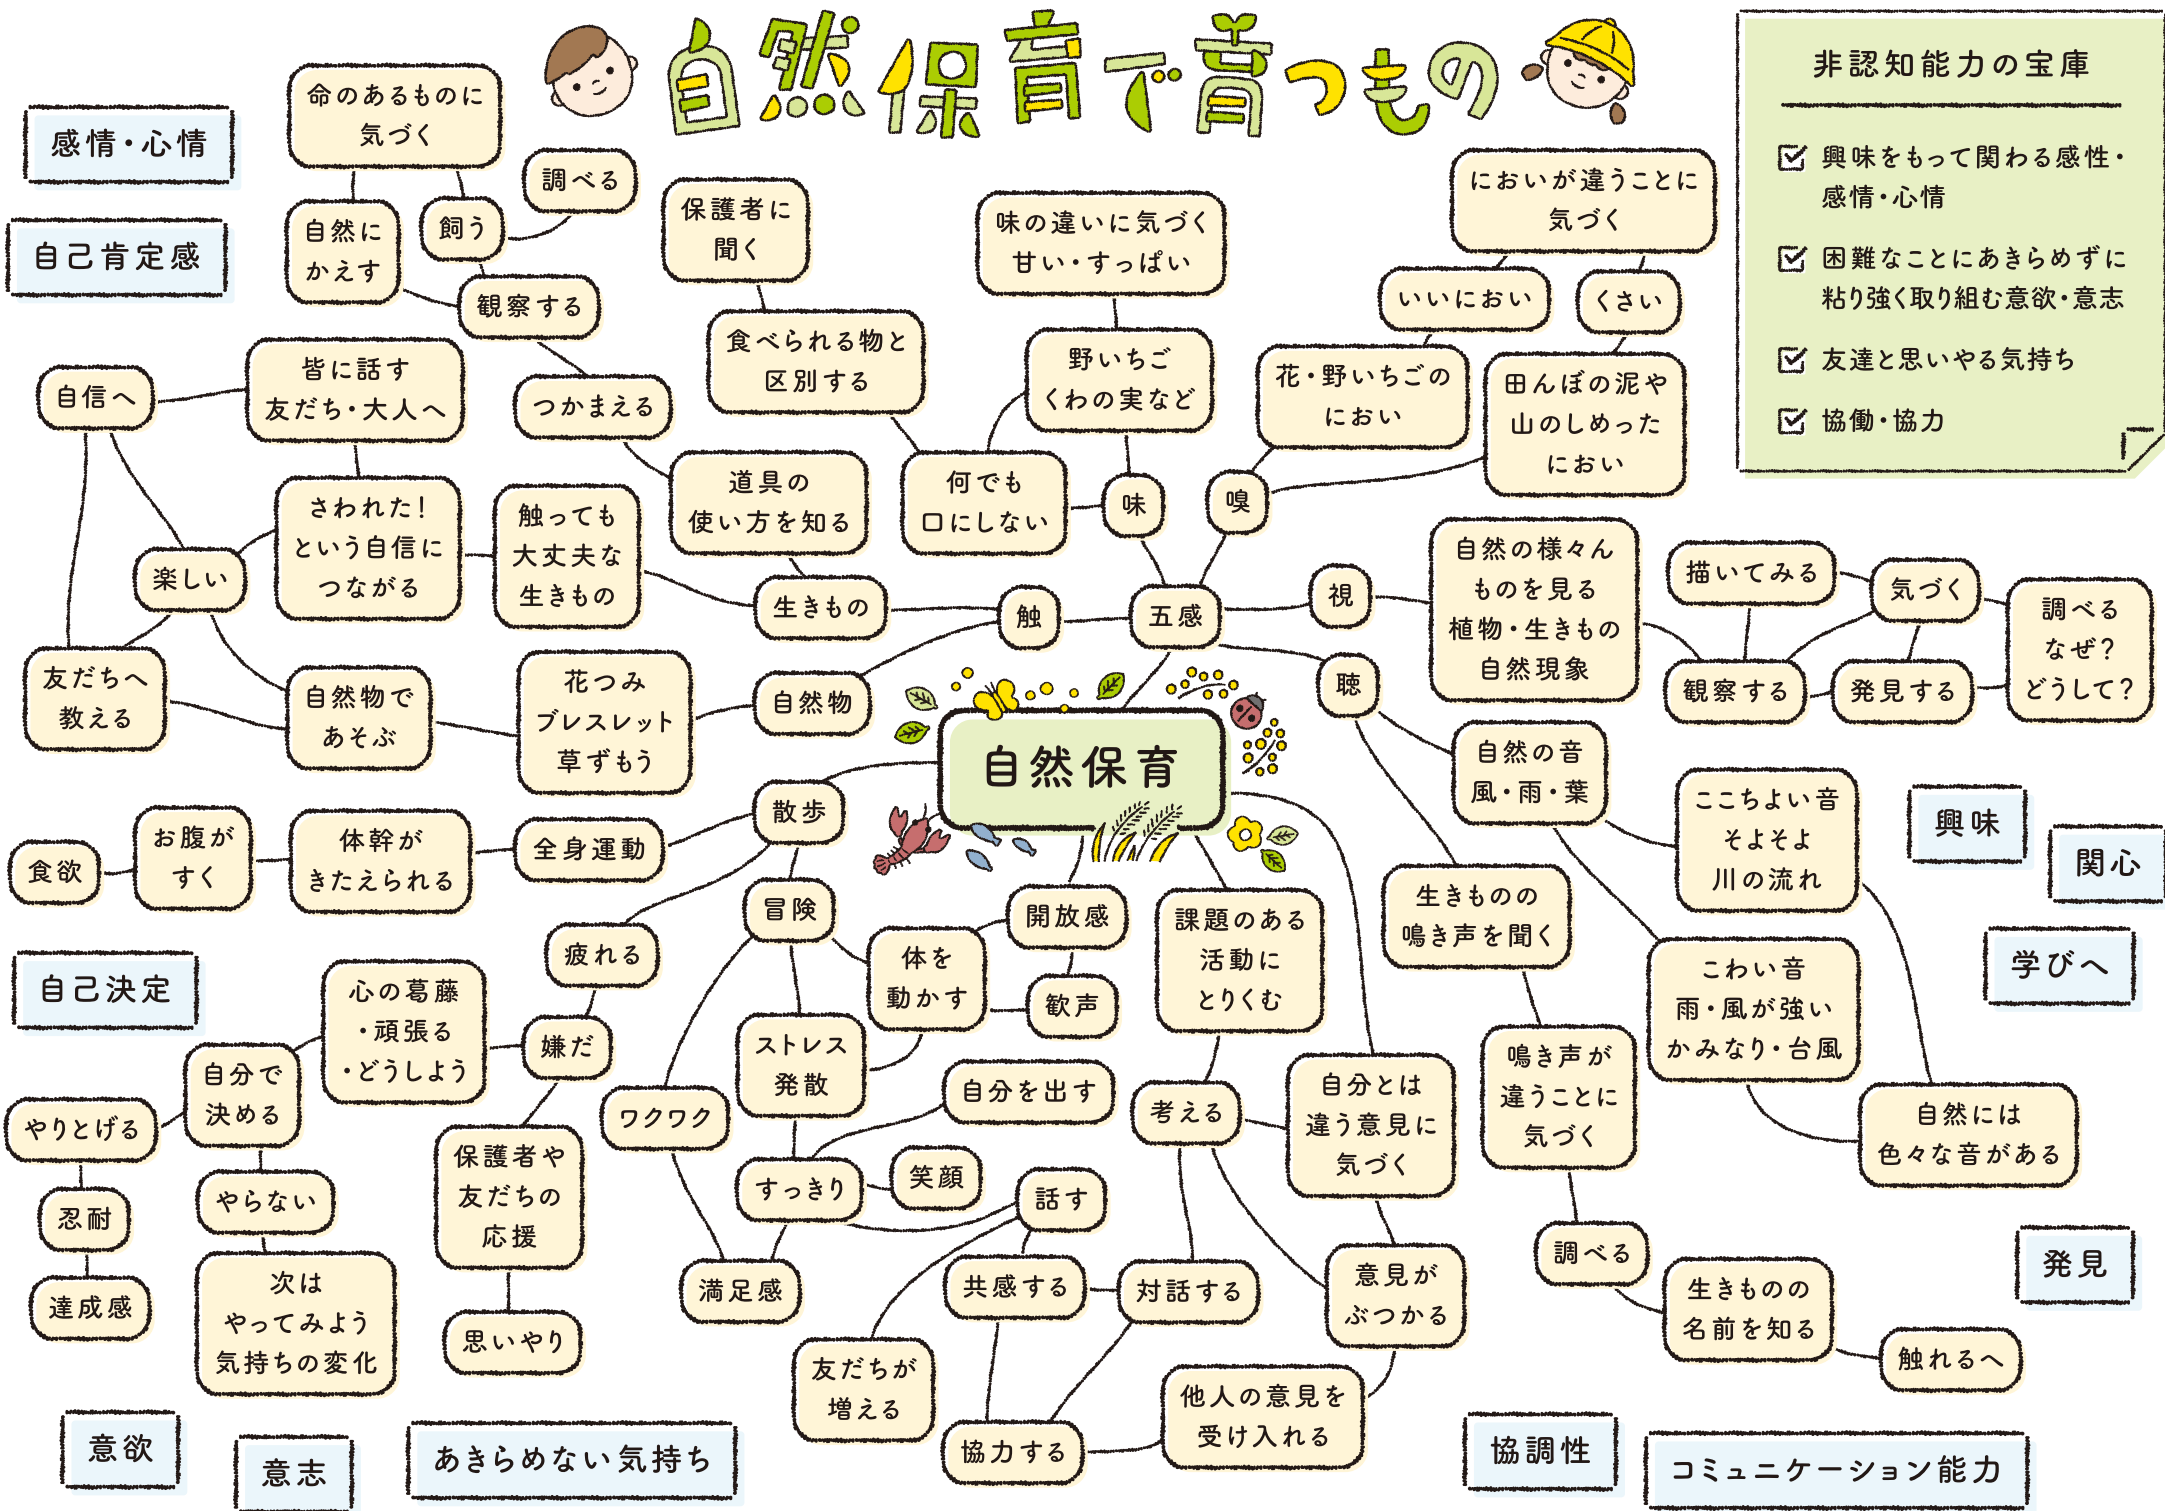 自然保育で育つもの
非認知能力の宝庫
興味をもって関わる感性・
感情・心情
困難なことにあきらめずに
粘り強く取り組む意欲・意志
友達と思いやる気持ち
協働・協力
感情・心情
自己肯定感
命のあるものに
気づく
調べる
自然に
かえす
飼う
観察する
保護者に
聞く
味の違いに気づく
甘い・すっぱい
においが違うことに
気づく
いいにおい
くさい
自信へ
皆に話す
友だち・大人へ
つかまえる
食べられる物と
区別する
野いちご
くわの実など
花・野いちごの
におい
田んぼの泥や
山のしめった
におい
さわれた!
という自信に
つながる
触っても
大丈夫な
生きもの
道具の
使い方を知る
何でも
口にしない
味
嗅
楽しい
生きもの
触
五感
視
自然の様々ん
ものを見る
植物・生きもの
自然現象
描いてみる
気づく
調べる
なぜ?
どうして?
観察する
発見する
友だちへ
教える
自然物で
あそぶ
花つみ
ブレスレット
草ずもう
自然物
聴
自然保育
自然の音
風・雨・葉
ここちよい音
そよそよ
川の流れ
興味
関心
食欲
お腹が
すく
体幹が
きたえられる
全身運動
散歩
冒険
疲れる
体を
動かす
開放感
歓声
課題のある
活動に
とりくむ
生きものの
鳴き声を聞く
こわい音
雨・風が強い
かみなり・台風
学びへ
自己決定
心の葛藤
・頑張る
・どうしよう
嫌だ
自分で
決める
やりとげる
忍耐
達成感
やらない
次は
やってみよう
気持ちの変化
保護者や
友だちの
応援
思いやり
ワクワク
ストレス
発散
自分を出す
すっきり
笑顔
話す
満足感
考える
自分とは
違う意見に
気づく
鳴き声が
違うことに
気づく
自然には
色々な音がある
共感する
対話する
意見が
ぶつかる
調べる
生きものの
名前を知る
触れるへ
発見
友だちが
増える
協力する
他人の意見を
受け入れる
意欲
意志
あきらめない気持ち
協調性
コミュニケーション能力